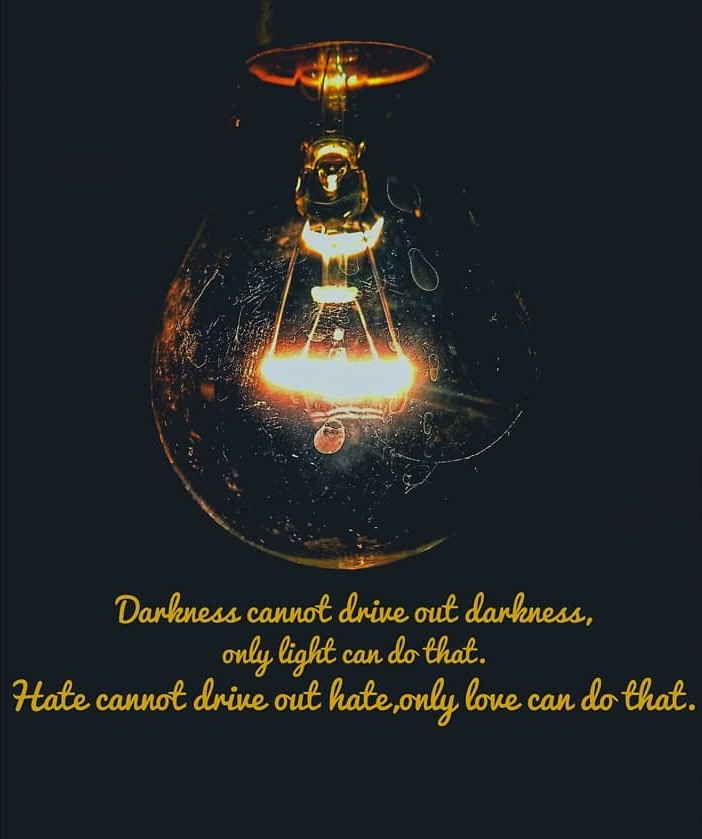 Darkness cannot drive out darkness,
only light can do that.
Hate cannot drive out hate,only love can do that.